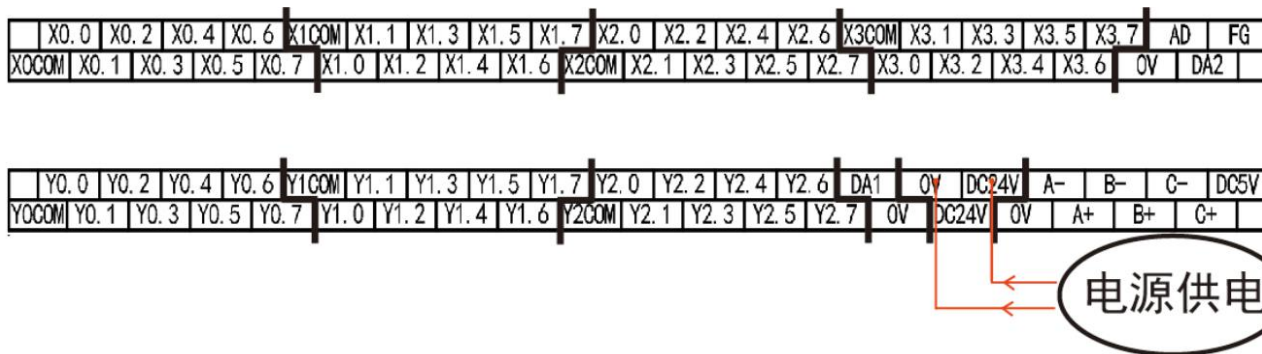 X0.0 X0.2 X0.4 X0.6 X1COM X1.1 X1.3 X1.5 X1.7 X2.0 X2.2 X2.4 X2.6 X3COM X3.1 X3.3 X3.5 X3.7 AD FG
X0COM X0.1 X0.3 X0.5 X0.7 X1.0 X1.2 X1.4 X1.6 X2COM X2.1 X2.3 X2.5 X2.7 X3.0 X3.2 X3.4 X3.6 0V DA2
Y0.0 Y0.2 Y0.4 Y0.6 Y1COM Y1.1 Y1.3 Y1.5 Y1.7 Y2.0 Y2.2 Y2.4 Y2.6 DA1 0V DC24V A- B- C- DC5V
Y0COM Y0.1 Y0.3 Y0.5 Y0.7 Y1.0 Y1.2 Y1.4 Y1.6 Y2COM Y2.1 Y2.3 Y2.5 Y2.7 0V DC24V 0V A+ B+ C+
电源供电